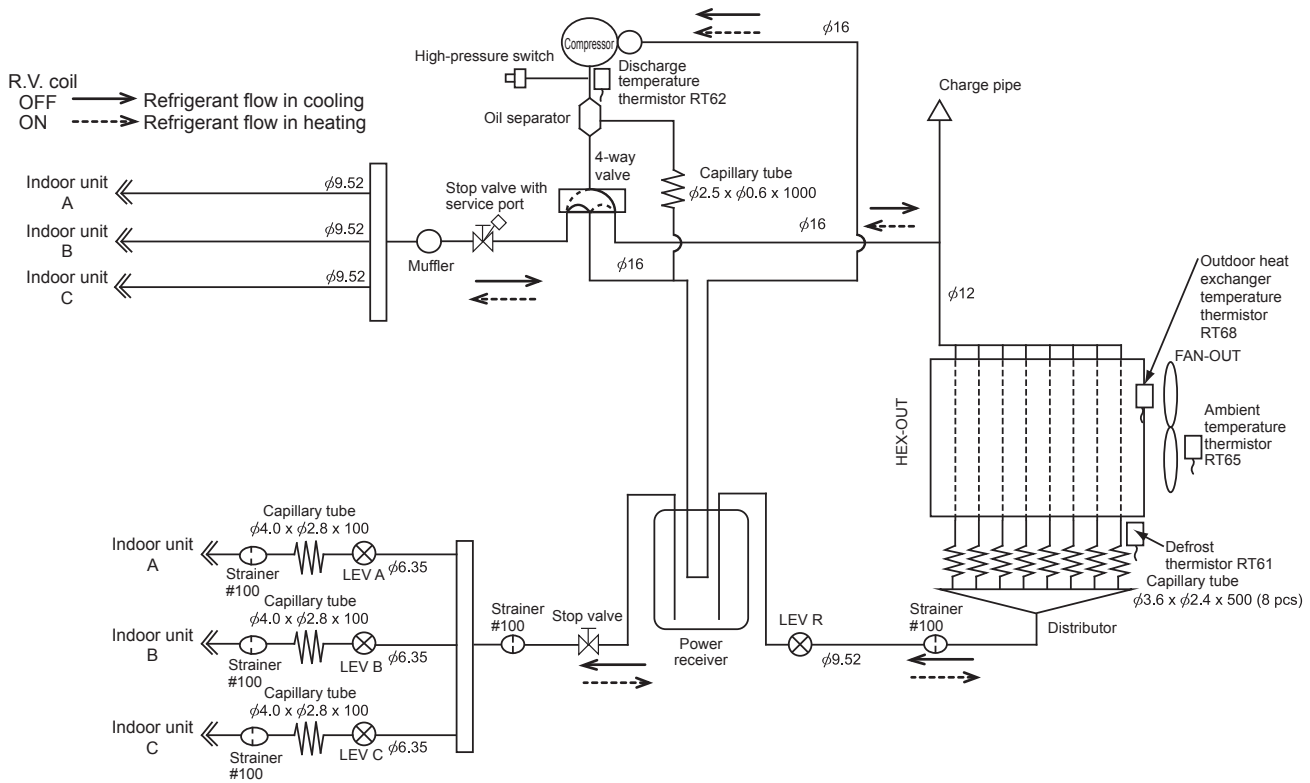 R.V. coil
OFF Refrigerant flow in cooling
ON Refrigerant flow in heating
Compressor
ϕ16
High-pressure switch
Discharge
temperature
thermistor RT62
Oil separator
4-way
valve
Capillary tube
ϕ2.5 x ϕ0.6 x 1000
Charge pipe
Indoor unit
A
ϕ9.52
Indoor unit
B
ϕ9.52
Indoor unit
C
ϕ9.52
Muffler
Stop valve with
service port
ϕ16
ϕ16
ϕ12
Outdoor heat
exchanger
temperature
thermistor
RT68
FAN-OUT
HEX-OUT
Ambient
temperature
thermistor
RT65
Defrost
thermistor RT61
Capillary tube
ϕ3.6 x ϕ2.4 x 500 (8 pcs)
Distributor
Strainer
#100
LEV R
ϕ9.52
Power
receiver
Stop valve
Strainer
#100
Capillary tube
ϕ4.0 x ϕ2.8 x 100
Indoor unit
A
Strainer
#100
LEV A
ϕ6.35
Capillary tube
ϕ4.0 x ϕ2.8 x 100
Indoor unit
B
Strainer
#100
LEV B
ϕ6.35
Capillary tube
ϕ4.0 x ϕ2.8 x 100
Indoor unit
C
Strainer
#100
LEV C
ϕ6.35